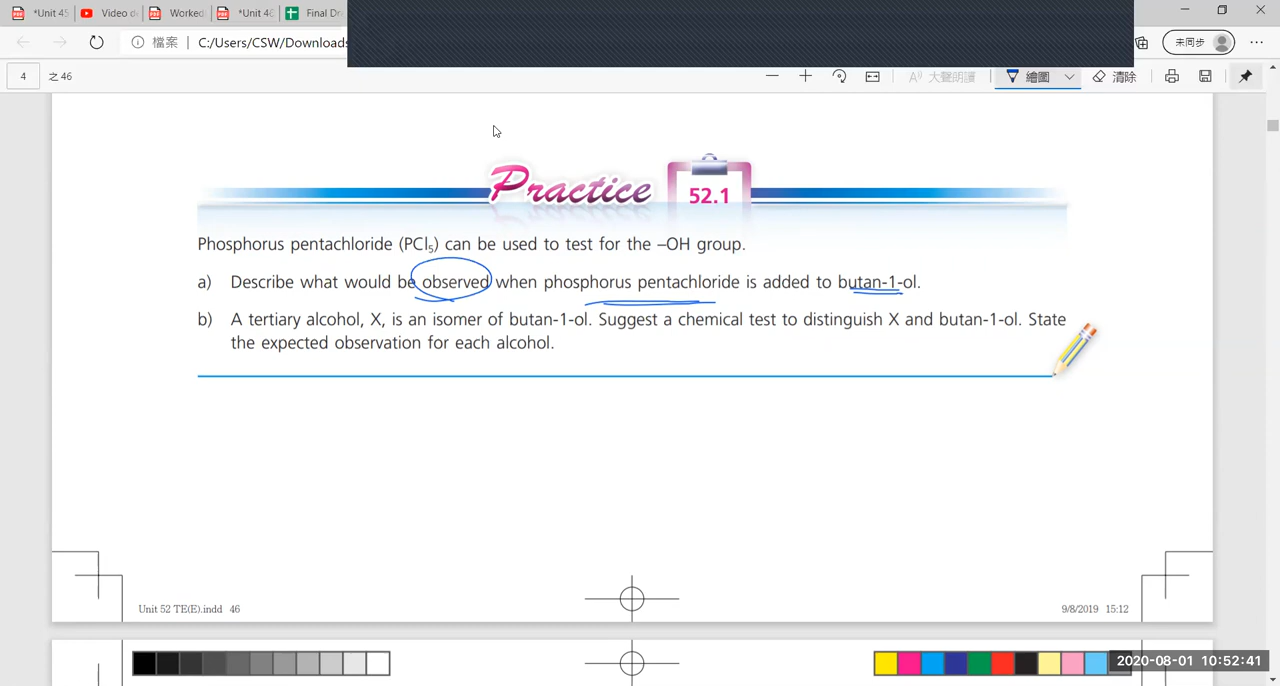 *Unit 45
Video d
Worked
*Unit 4
Final Dr
檔案
C:/Users/CSW/Downloads
未同步
4
之 46
大聲朗讀
繪圖
清除
Practice
52.1
Phosphorus pentachloride (PCl₅) can be used to test for the –OH group.
a) Describe what would be observed when phosphorus pentachloride is added to butan-1-ol.
b) A tertiary alcohol, X, is an isomer of butan-1-ol. Suggest a chemical test to distinguish X and butan-1-ol. State
the expected observation for each alcohol.
Unit 52 TE(E).indd 46
9/8/2019 15:12
2020-08-01 10:52:41